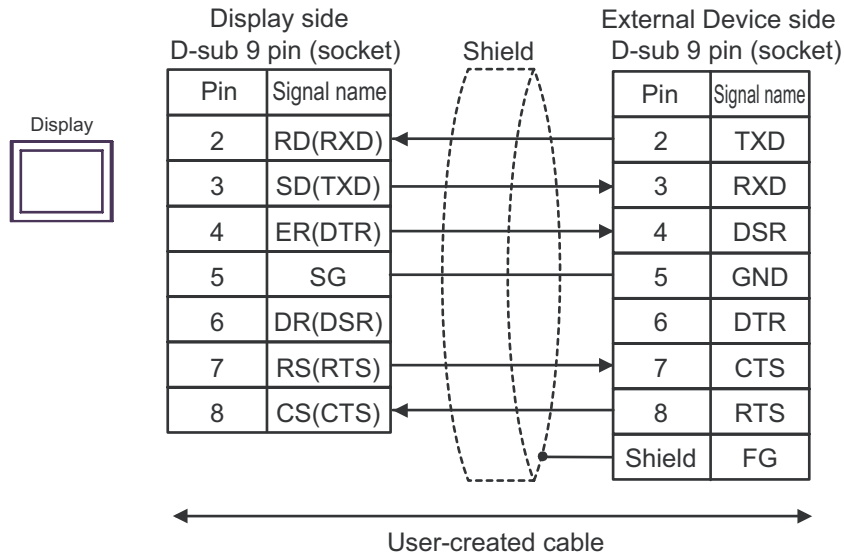 Display side
D-sub 9 pin (socket)
Shield
External Device side
D-sub 9 pin (socket)
Display
Pin Signal name
2 RD(RXD)
3 SD(TXD)
4 ER(DTR)
5 SG
6 DR(DSR)
7 RS(RTS)
8 CS(CTS)
Pin Signal name
2 TXD
3 RXD
4 DSR
5 GND
6 DTR
7 CTS
8 RTS
Shield FG
User-created cable